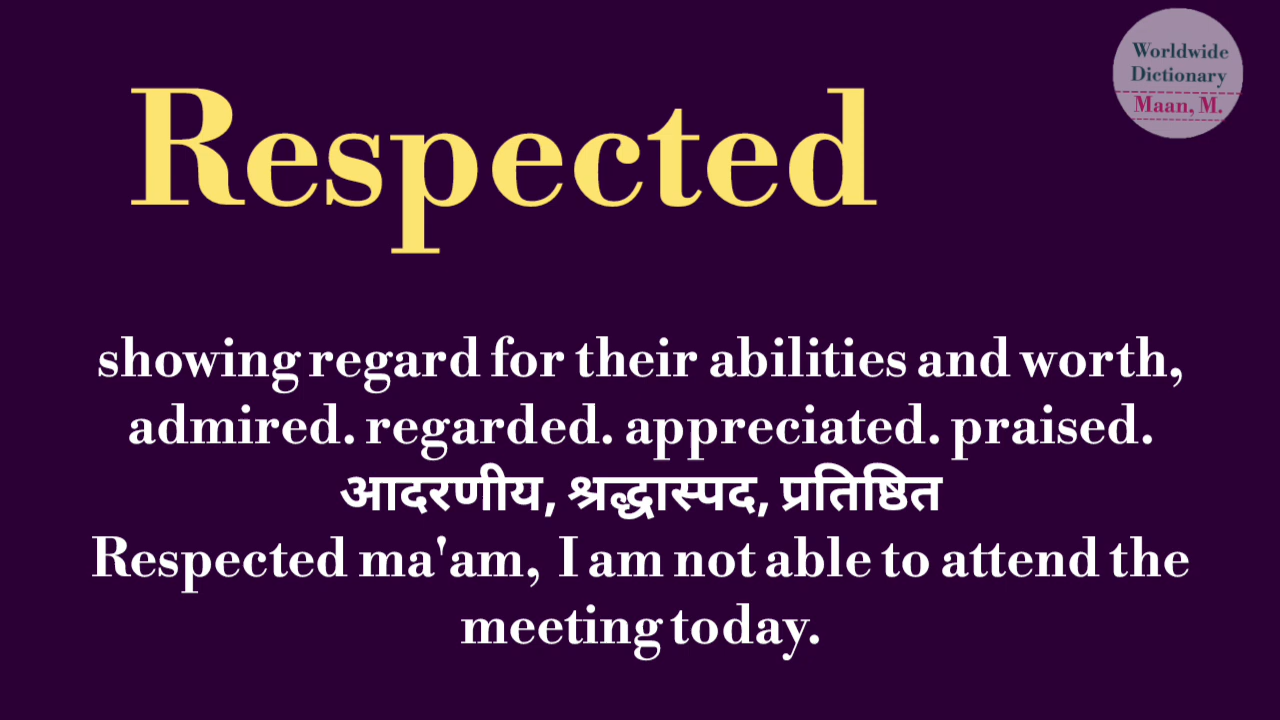 Worldwide
Dictionary
Maan, M.
Respected
showing regard for their abilities and worth,
admired. regarded. appreciated. praised.
आदरणीय, श्रद्धास्पद, प्रतिष्ठित
Respected ma'am, I am not able to attend the
meeting today.